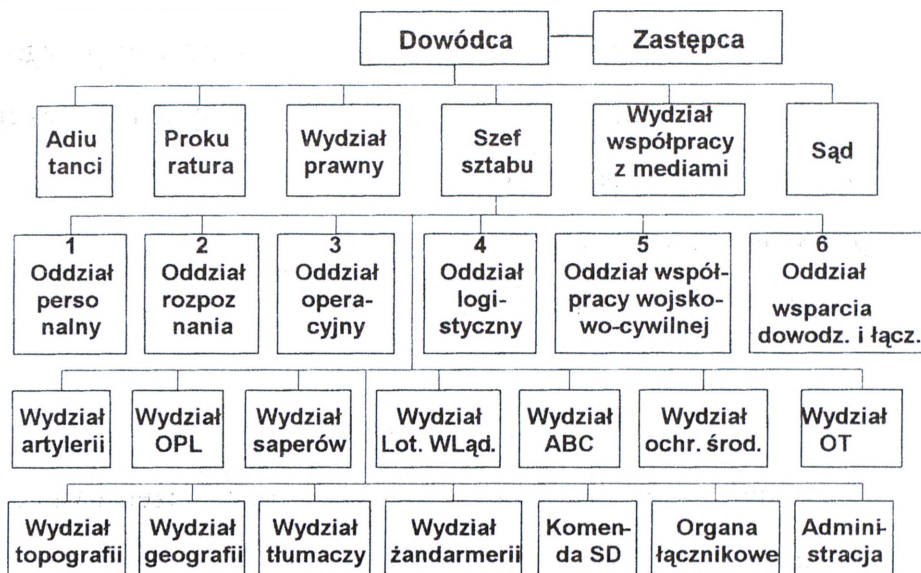 Dowódca
Zastępca
Adiu
tanci
Proku
ratura
Wydział
prawny
Szef
sztabu
Wydział
współpracy
z mediami
Sąd
1
Oddział
perso
nalny
2
Oddział
rozpoz
nania
3
Oddział
opera-
cyjny
4
Oddział
logi-
styczny
5
Oddział współ-
pracy wojsko-
wo-cywilnej
6
Oddział
wsparcia
dowodz. i łącz.
Wydział
artylerii
Wydział
OPL
Wydział
saperów
Wydział
Lot. WLąd.
Wydział
ABC
Wydział
ochr. środ.
Wydział
OT
Wydział
topografii
Wydział
geografii
Wydział
tłumaczy
Wydział
żandarmerii
Komen-
da SD
Organa
łącznikowe
Admini-
stracja